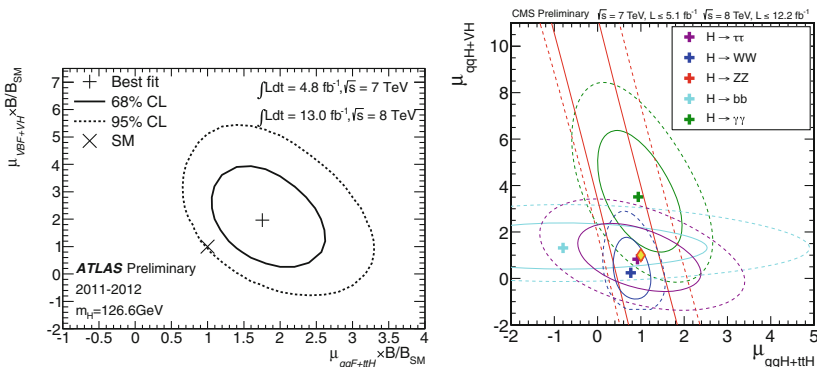 μ_VBF+VH ×B/B_SM
7
6
5
4
3
2
1
0
-1
-2
Best fit
68% CL
95% CL
SM
∫Ldt = 4.8 fb⁻¹,√s = 7 TeV
∫Ldt = 13.0 fb⁻¹,√s = 8 TeV
ATLAS Preliminary
2011-2012
m_H=126.6GeV
-1 -0.5 0 0.5 1 1.5 2 2.5 3 3.5 4
μ_ggF+ttH ×B/B_SM
CMS Preliminary √s = 7 TeV, L ≤ 5.1 fb⁻¹ √s = 8 TeV, L ≤ 12.2 fb⁻¹
μ_qqH+VH
10
8
6
4
2
0
-2
H → ττ
H → WW
H → ZZ
H → bb
H → γγ
-2 -1 0 1 2 3 4 5
μ_ggH+ttH